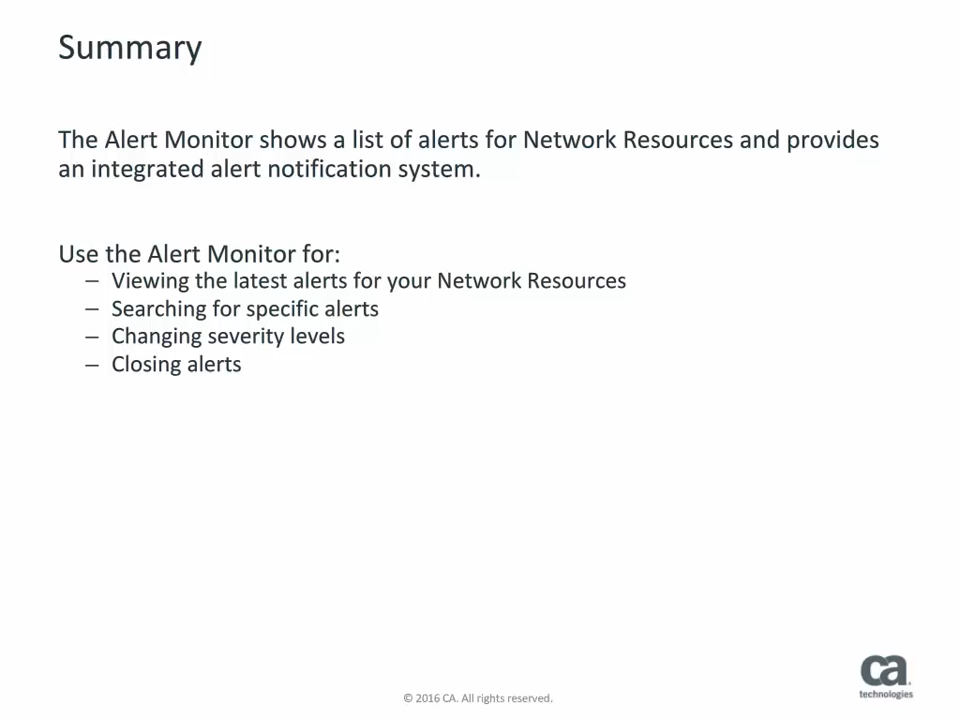 Summary
The Alert Monitor shows a list of alerts for Network Resources and provides
an integrated alert notification system.
Use the Alert Monitor for:
– Viewing the latest alerts for your Network Resources
– Searching for specific alerts
– Changing severity levels
– Closing alerts
ca
technologies
© 2016 CA. All rights reserved.